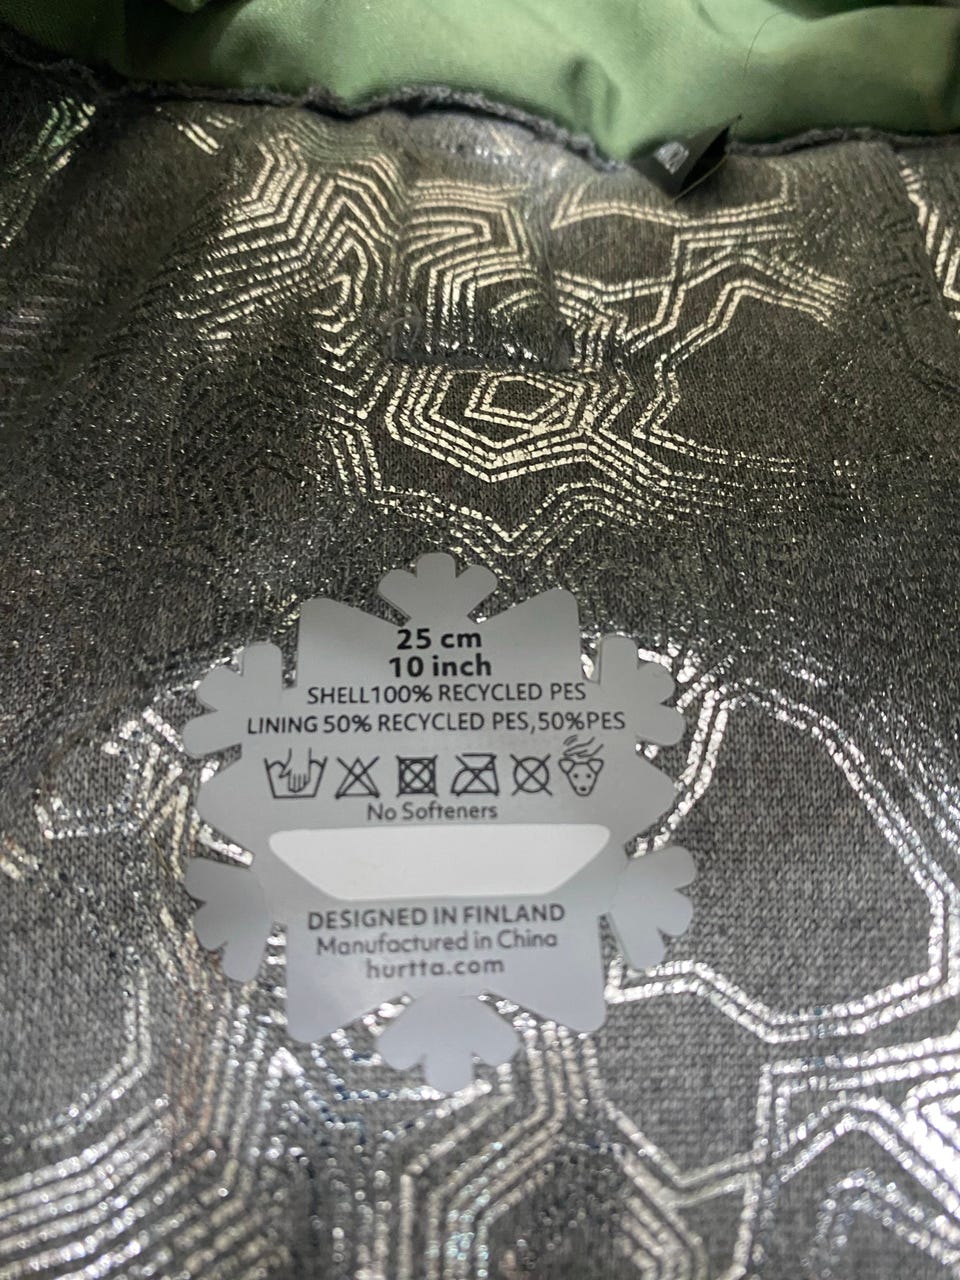 25 cm
10 inch
SHELL100% RECYCLED PES
LINING 50% RECYCLED PES,50%PES
No Softeners
DESIGNED IN FINLAND
Manufactured in China
hurtta.com